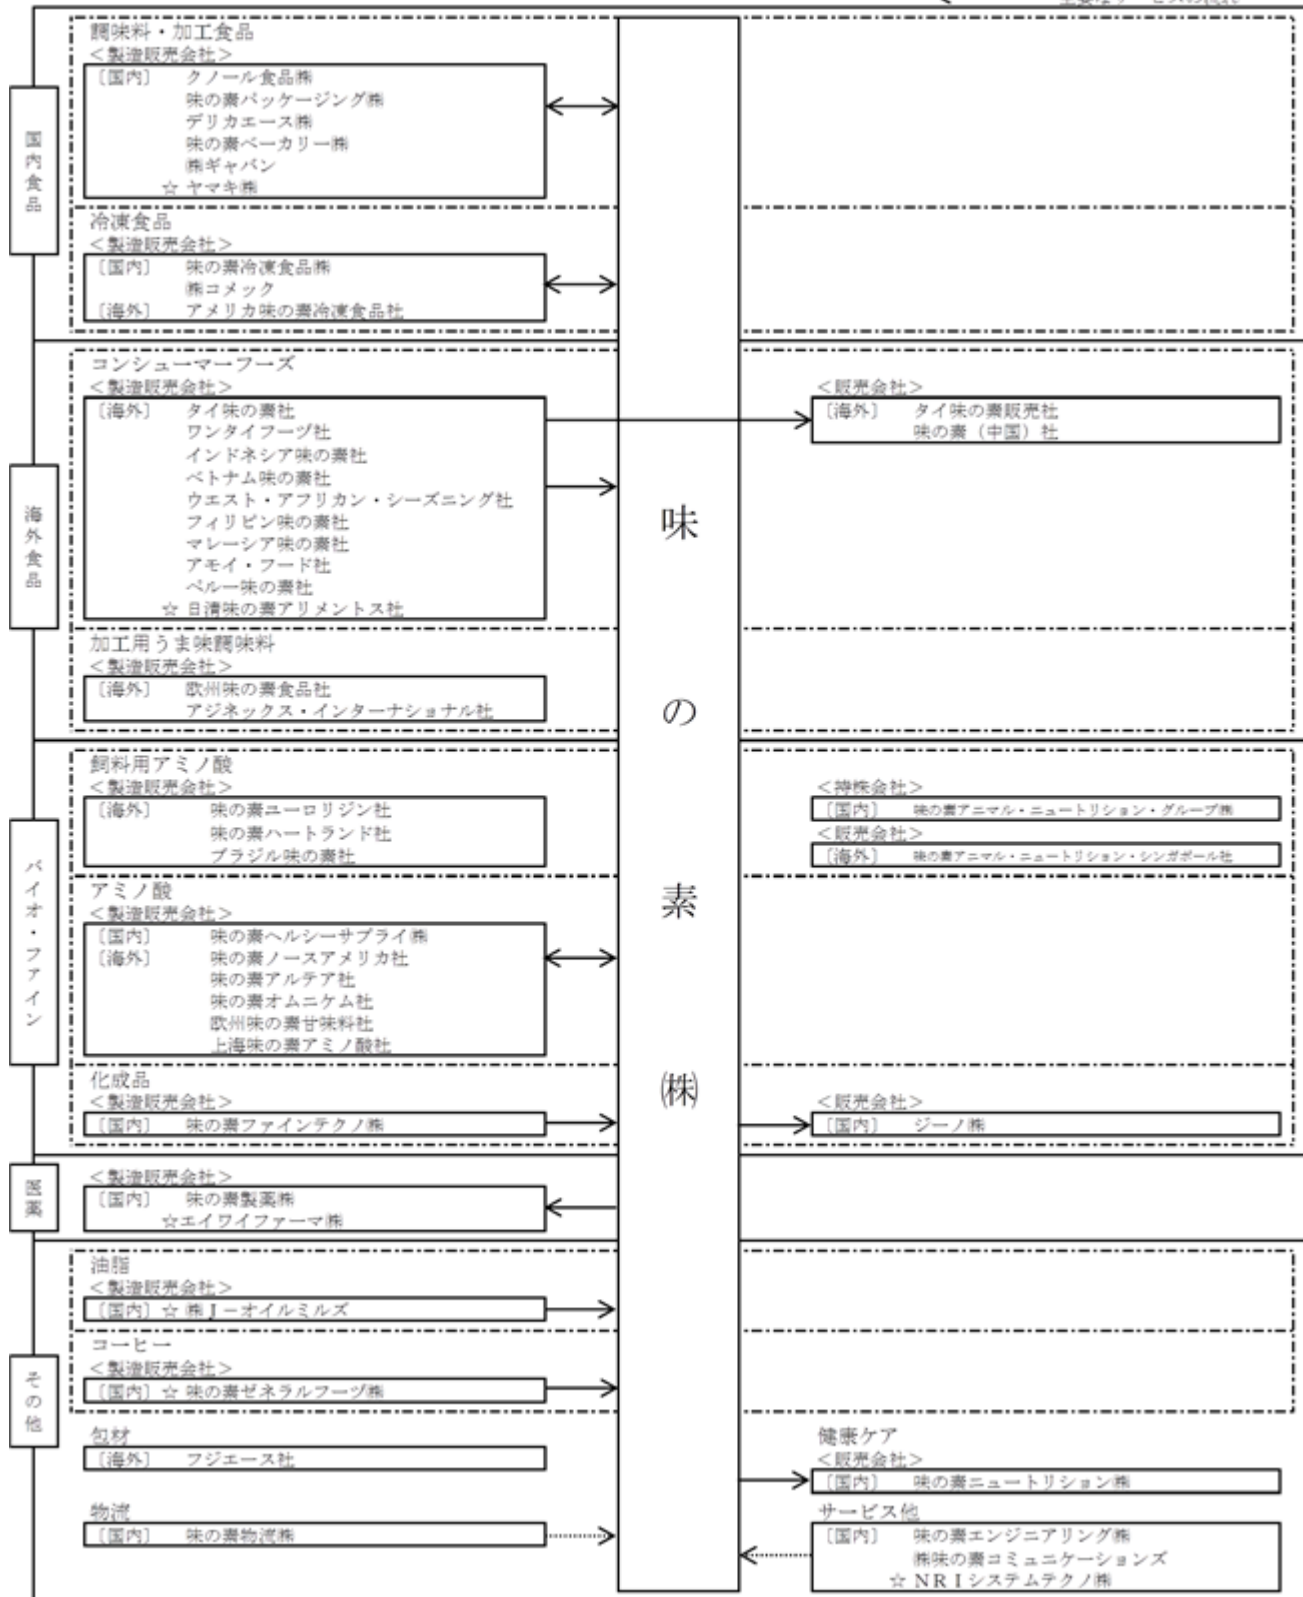 調味料・加工食品
＜製造販売会社＞
〔国内〕 クノール食品㈱
味の素パッケージング㈱
デリカエース㈱
味の素ベーカリー㈱
㈱ギャバン
☆ ヤマキ㈱
冷凍食品
＜製造販売会社＞
〔国内〕 味の素冷凍食品㈱
㈱コメック
〔海外〕 アメリカ味の素冷凍食品社
国内食品
コンシューマーフーズ
＜製造販売会社＞
〔海外〕 タイ味の素社
ワンタイフーヅ社
インドネシア味の素社
ベトナム味の素社
ウエスト・アフリカン・シーズニング社
フィリピン味の素社
マレーシア味の素社
アモイ・フード社
ペルー味の素社
☆ 日清味の素アリメントス社
＜販売会社＞
〔海外〕 タイ味の素販売社
味の素（中国）社
加工用うま味調味料
＜製造販売会社＞
〔海外〕 欧州味の素食品社
アジネックス・インターナショナル社
海外食品
味の素㈱
飼料用アミノ酸
＜製造販売会社＞
〔海外〕 味の素ユーロリジン社
味の素ハートランド社
ブラジル味の素社
＜持株会社＞
〔国内〕 味の素アニマル・ニュートリション・グループ㈱
＜販売会社＞
〔海外〕 味の素アニマル・ニュートリション・シンガポール社
アミノ酸
＜製造販売会社＞
〔国内〕 味の素ヘルシーサプライ㈱
〔海外〕 味の素ノースアメリカ社
味の素アルテア社
味の素オムニケム社
欧州味の素甘味料社
上海味の素アミノ酸社
化成品
＜製造販売会社＞
〔国内〕 味の素ファインテクノ㈱
＜販売会社＞
〔国内〕 ジーノ㈱
バイオ・ファイン
医薬
＜製造販売会社＞
〔国内〕 味の素製薬㈱
☆エイワイファーマ㈱
油脂
＜製造販売会社＞
〔国内〕☆ ㈱Ｊ－オイルミルズ
コーヒー
＜製造販売会社＞
〔国内〕☆ 味の素ゼネラルフーヅ㈱
その他
包材
〔海外〕 フジエース社
健康ケア
＜販売会社＞
〔国内〕 味の素ニュートリション㈱
物流
〔国内〕 味の素物流㈱
サービス他
〔国内〕 味の素エンジニアリング㈱
㈱味の素コミュニケーションズ
☆ ＮＲＩシステムテクノ㈱